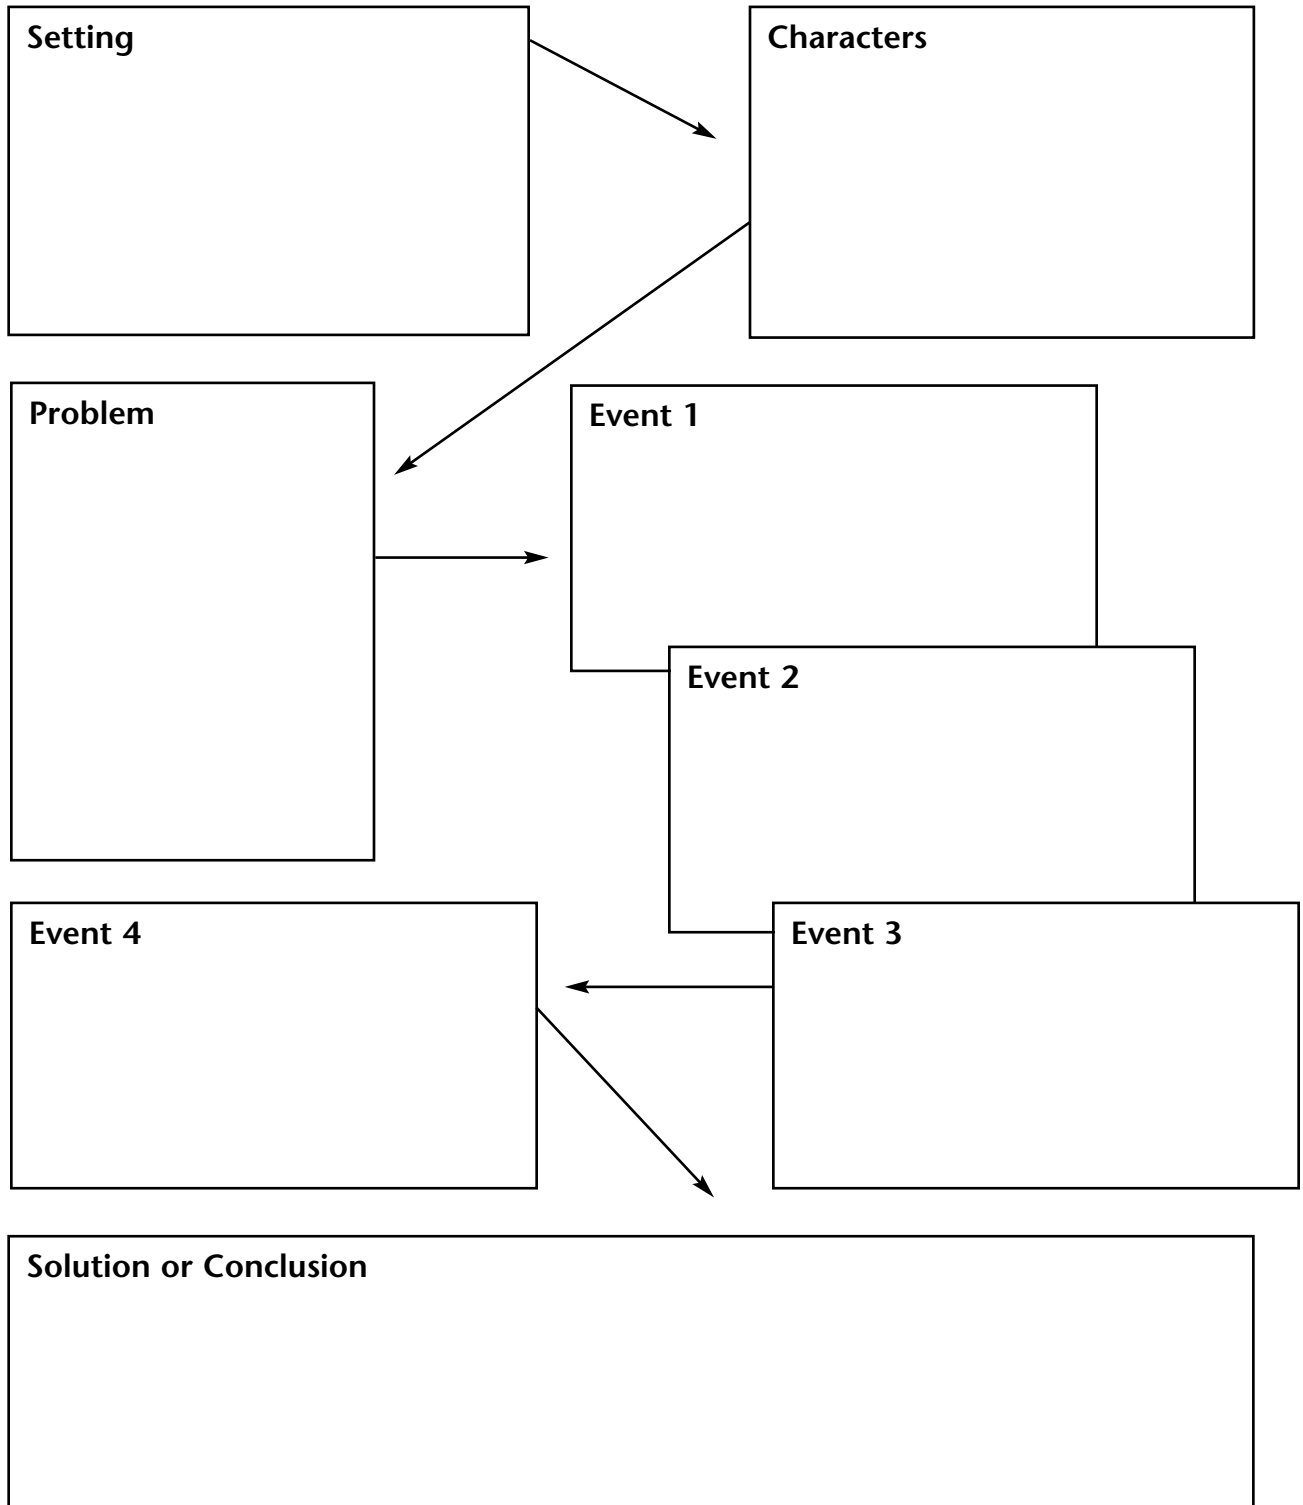 Setting
Characters
Problem
Event 1
Event 2
Event 3
Event 4
Solution or Conclusion